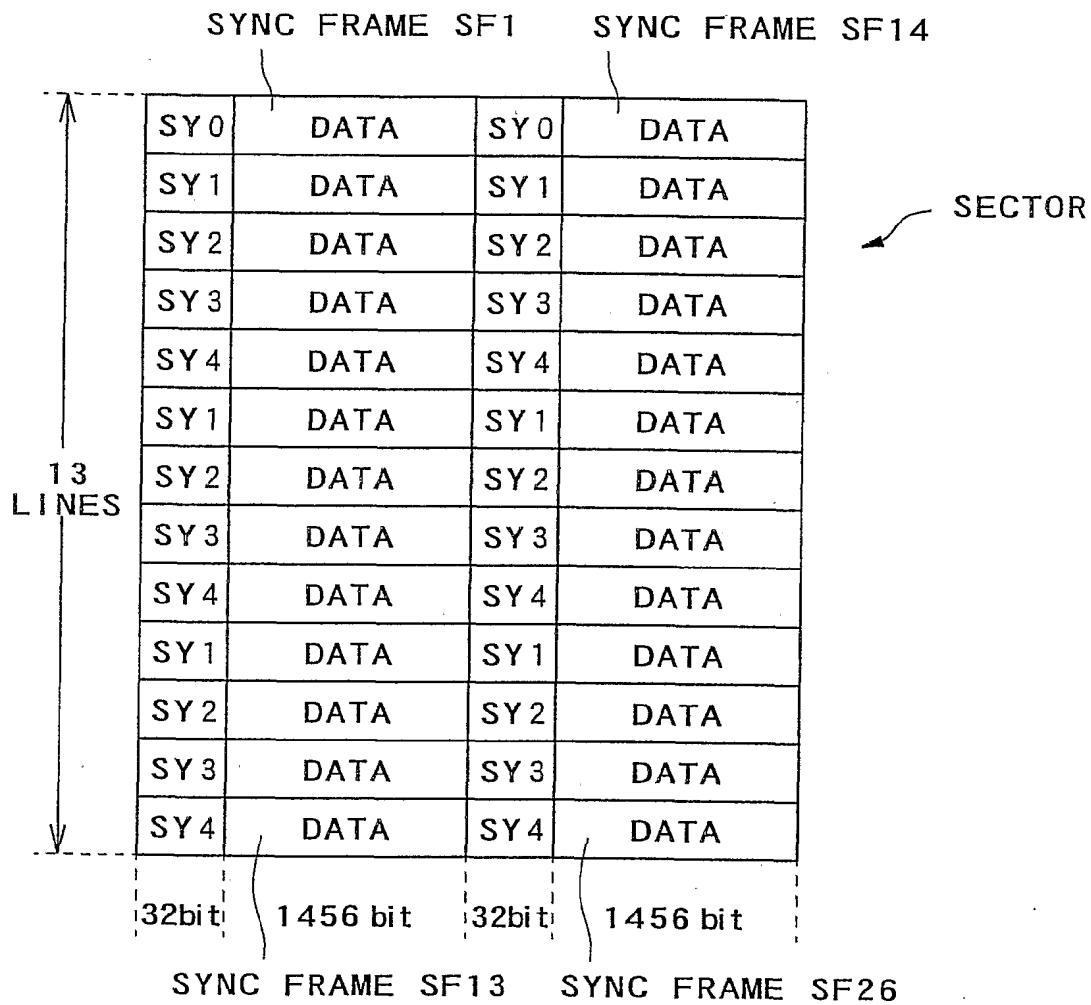 SYNC FRAME SF1 SYNC FRAME SF14
SY0 DATA SY0 DATA
SY1 DATA SY1 DATA
SECTOR
SY2 DATA SY2 DATA
SY3 DATA SY3 DATA
SY4 DATA SY4 DATA
SY1 DATA SY1 DATA
13
LINES
SY2 DATA SY2 DATA
SY3 DATA SY3 DATA
SY4 DATA SY4 DATA
SY1 DATA SY1 DATA
SY2 DATA SY2 DATA
SY3 DATA SY3 DATA
SY4 DATA SY4 DATA
32bit 1456 bit 32bit 1456 bit
SYNC FRAME SF13 SYNC FRAME SF26